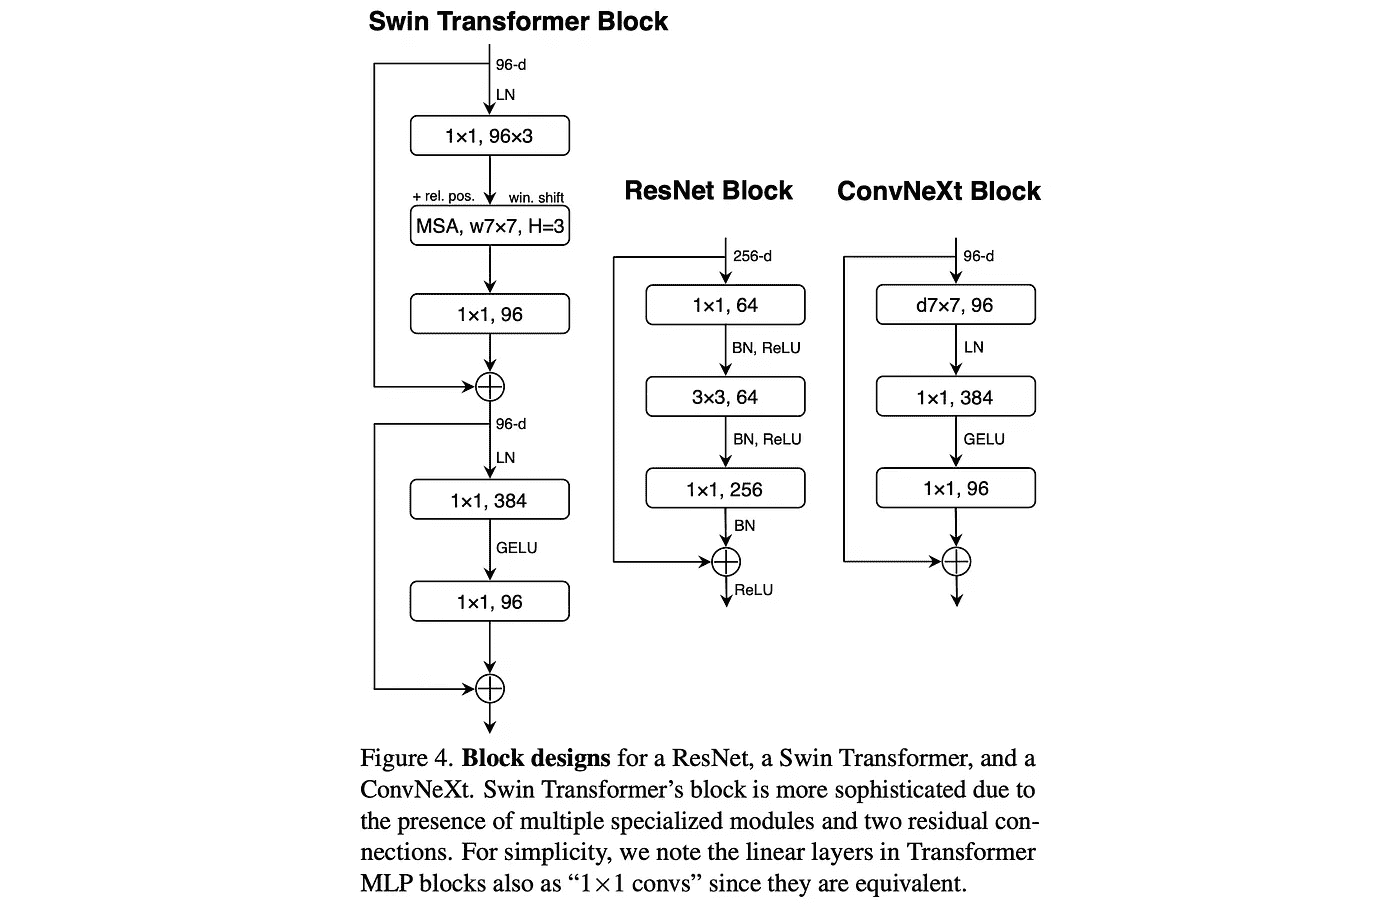 Swin Transformer Block
96-d
LN
1×1, 96×3
+ rel. pos. win. shift
MSA, w7×7, H=3
1×1, 96
96-d
LN
1×1, 384
GELU
1×1, 96
ResNet Block
256-d
1×1, 64
BN, ReLU
3×3, 64
BN, ReLU
1×1, 256
BN
ReLU
ConvNeXt Block
96-d
d7×7, 96
LN
1×1, 384
GELU
1×1, 96
Figure 4. Block designs for a ResNet, a Swin Transformer, and a
ConvNeXt. Swin Transformer’s block is more sophisticated due to
the presence of multiple specialized modules and two residual con-
nections. For simplicity, we note the linear layers in Transformer
MLP blocks also as “1×1 convs” since they are equivalent.